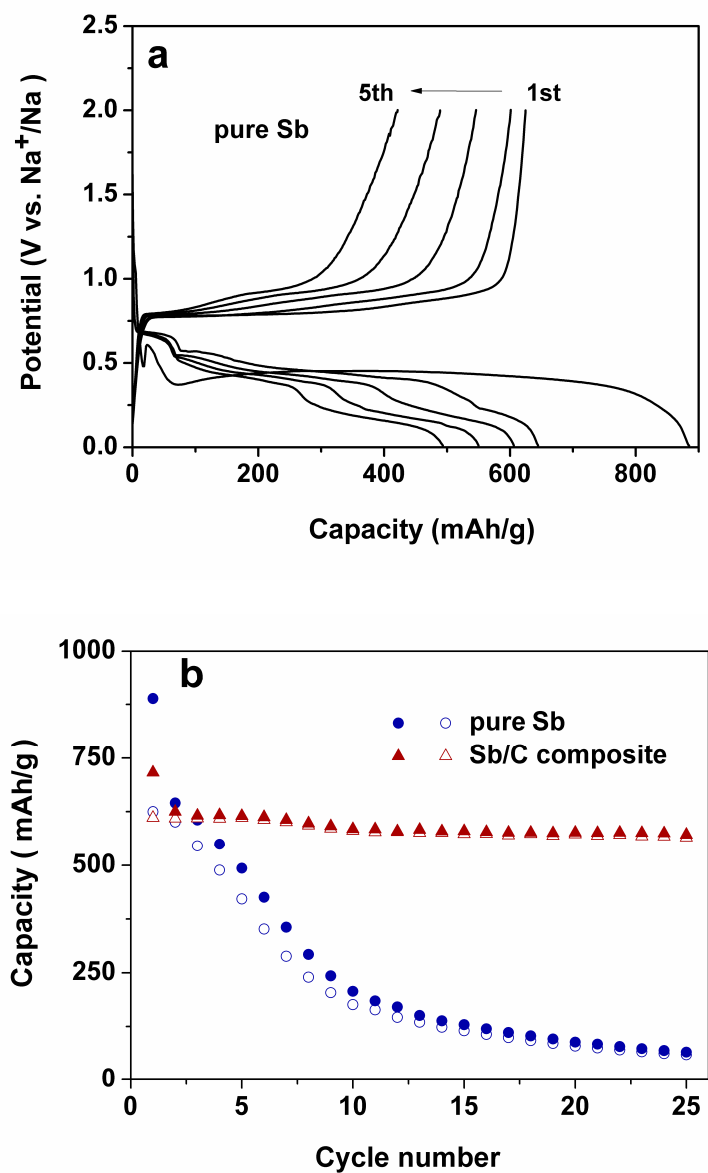 a
2.5
2.0
1.5
1.0
0.5
0.0
5th
1st
pure Sb
Potential (V vs. Na⁺/Na)
0
200
400
600
800
Capacity (mAh/g)
b
1000
750
500
250
0
pure Sb
Sb/C composite
Capacity ( mAh/g)
0
5
10
15
20
25
Cycle number